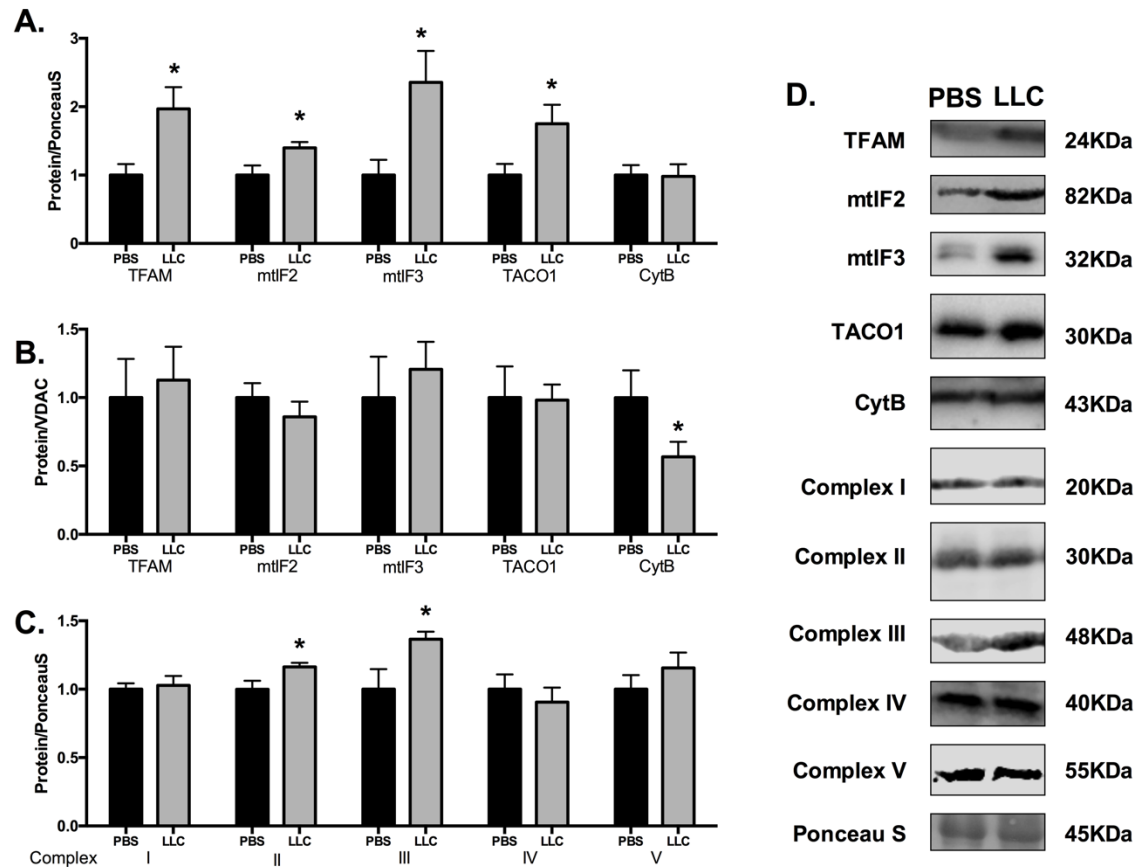 A.
Protein/PonceauS
3
2
1
0
* * * *
PBS LLC PBS LLC PBS LLC PBS LLC PBS LLC
TFAM mtIF2 mtIF3 TACO1 CytB
B.
Protein/VDAC
1.5
1.0
0.5
0.0
*
PBS LLC PBS LLC PBS LLC PBS LLC PBS LLC
TFAM mtIF2 mtIF3 TACO1 CytB
C.
Protein/PonceauS
1.5
1.0
0.5
0.0
* *
PBS LLC PBS LLC PBS LLC PBS LLC PBS LLC
Complex I II III IV V
D.
PBS LLC
TFAM 24KDa
mtIF2 82KDa
mtIF3 32KDa
TACO1 30KDa
CytB 43KDa
Complex I 20KDa
Complex II 30KDa
Complex III 48KDa
Complex IV 40KDa
Complex V 55KDa
Ponceau S 45KDa